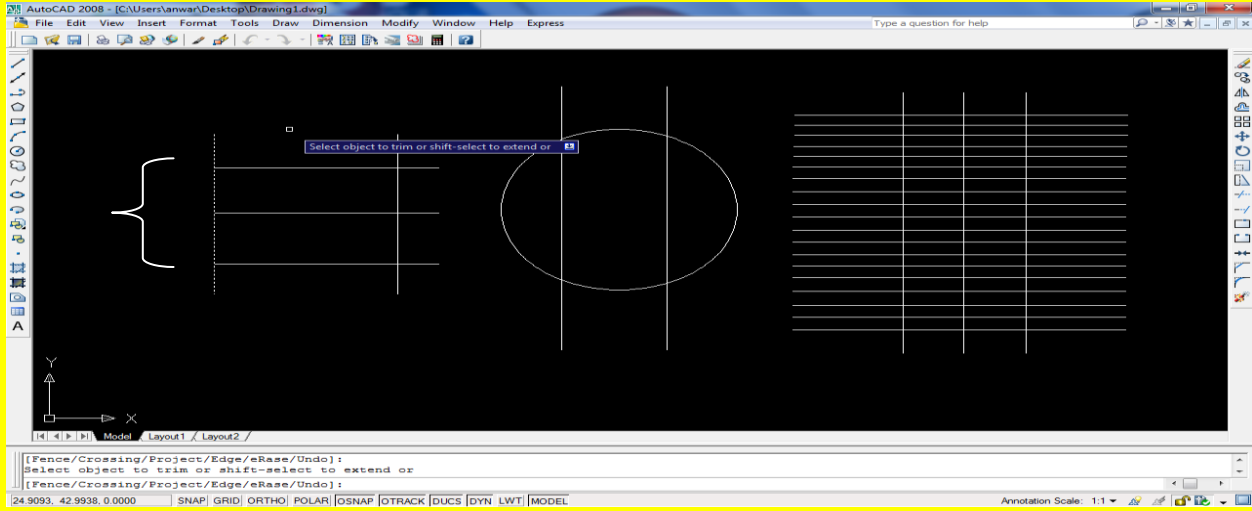 AutoCAD 2008 - [C:\Users\anwar\Desktop\Drawing1.dwg]
File Edit View Insert Format Tools Draw Dimension Modify Window Help Express
Type a question for help
Select object to trim or shift-select to extend or
A
Y
X
Model Layout1 Layout2
[Fence/Crossing/Project/Edge/eRase/Undo]:
Select object to trim or shift-select to extend or
[Fence/Crossing/Project/Edge/eRase/Undo]:
24.9093, 42.9938, 0.0000 SNAP GRID ORTHO POLAR OSNAP OTRACK DUCS DYN LWT MODEL Annotation Scale: 1:1